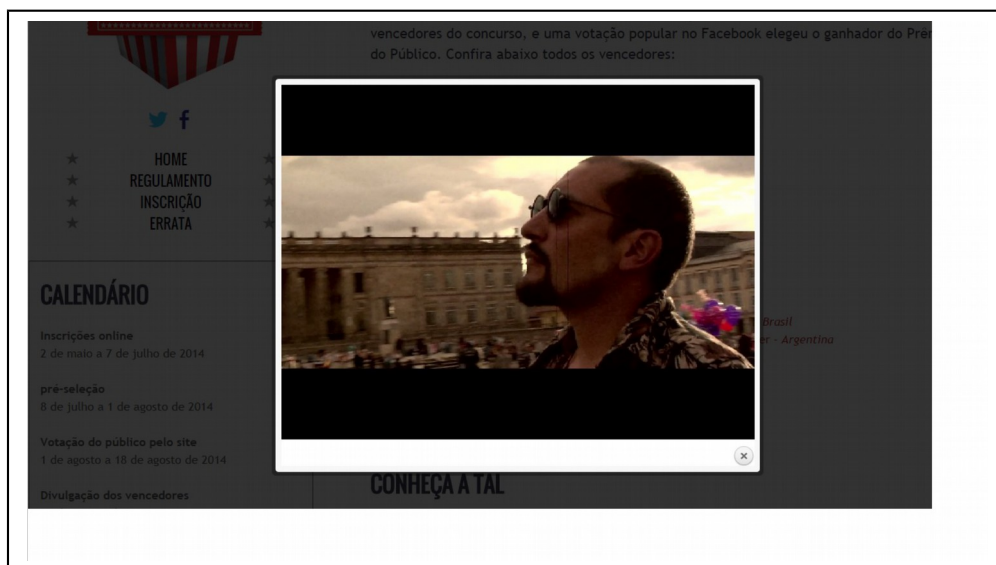 vencedores do concurso, e uma votação popular no Facebook elegeu o ganhador do
do Público. Confira abaixo todos os vencedores:
HOME
REGULAMENTO
INSCRIÇÃO
ERRATA
CALENDÁRIO
Inscrições online
2 de maio a 7 de julho de 2014
pré-seleção
8 de julho a 1 de agosto de 2014
Votação do público pelo site
1 de agosto a 18 de agosto de 2014
Divulgação dos vencedores
Brasil
- Argentina
CONHEÇA A TAL